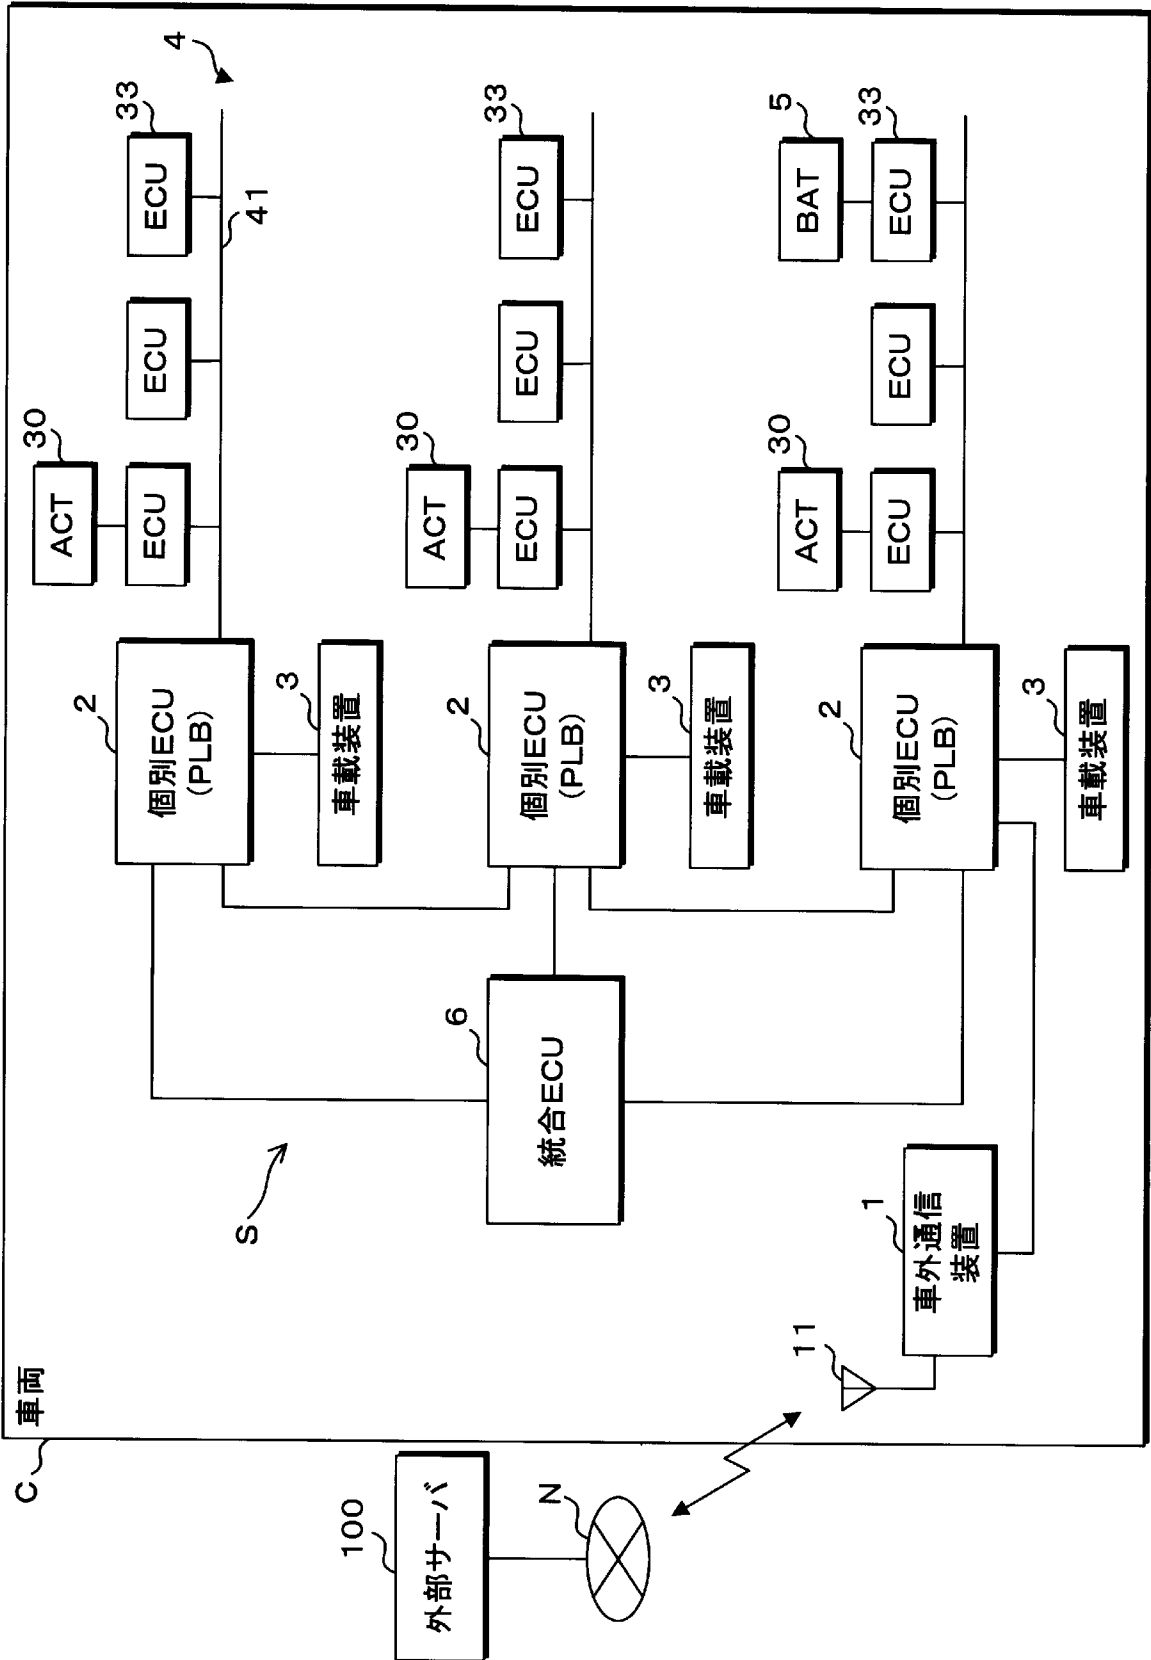 100
外部サーバ
N
C
車両
S
11
1
車外通信
装置
6
統合ECU
2
個別ECU
(PLB)
3
車載装置
30
ACT
ECU
ECU
33
ECU
41
4
2
個別ECU
(PLB)
3
車載装置
30
ACT
ECU
ECU
33
ECU
2
個別ECU
(PLB)
3
車載装置
30
ACT
ECU
ECU
5
BAT
33
ECU